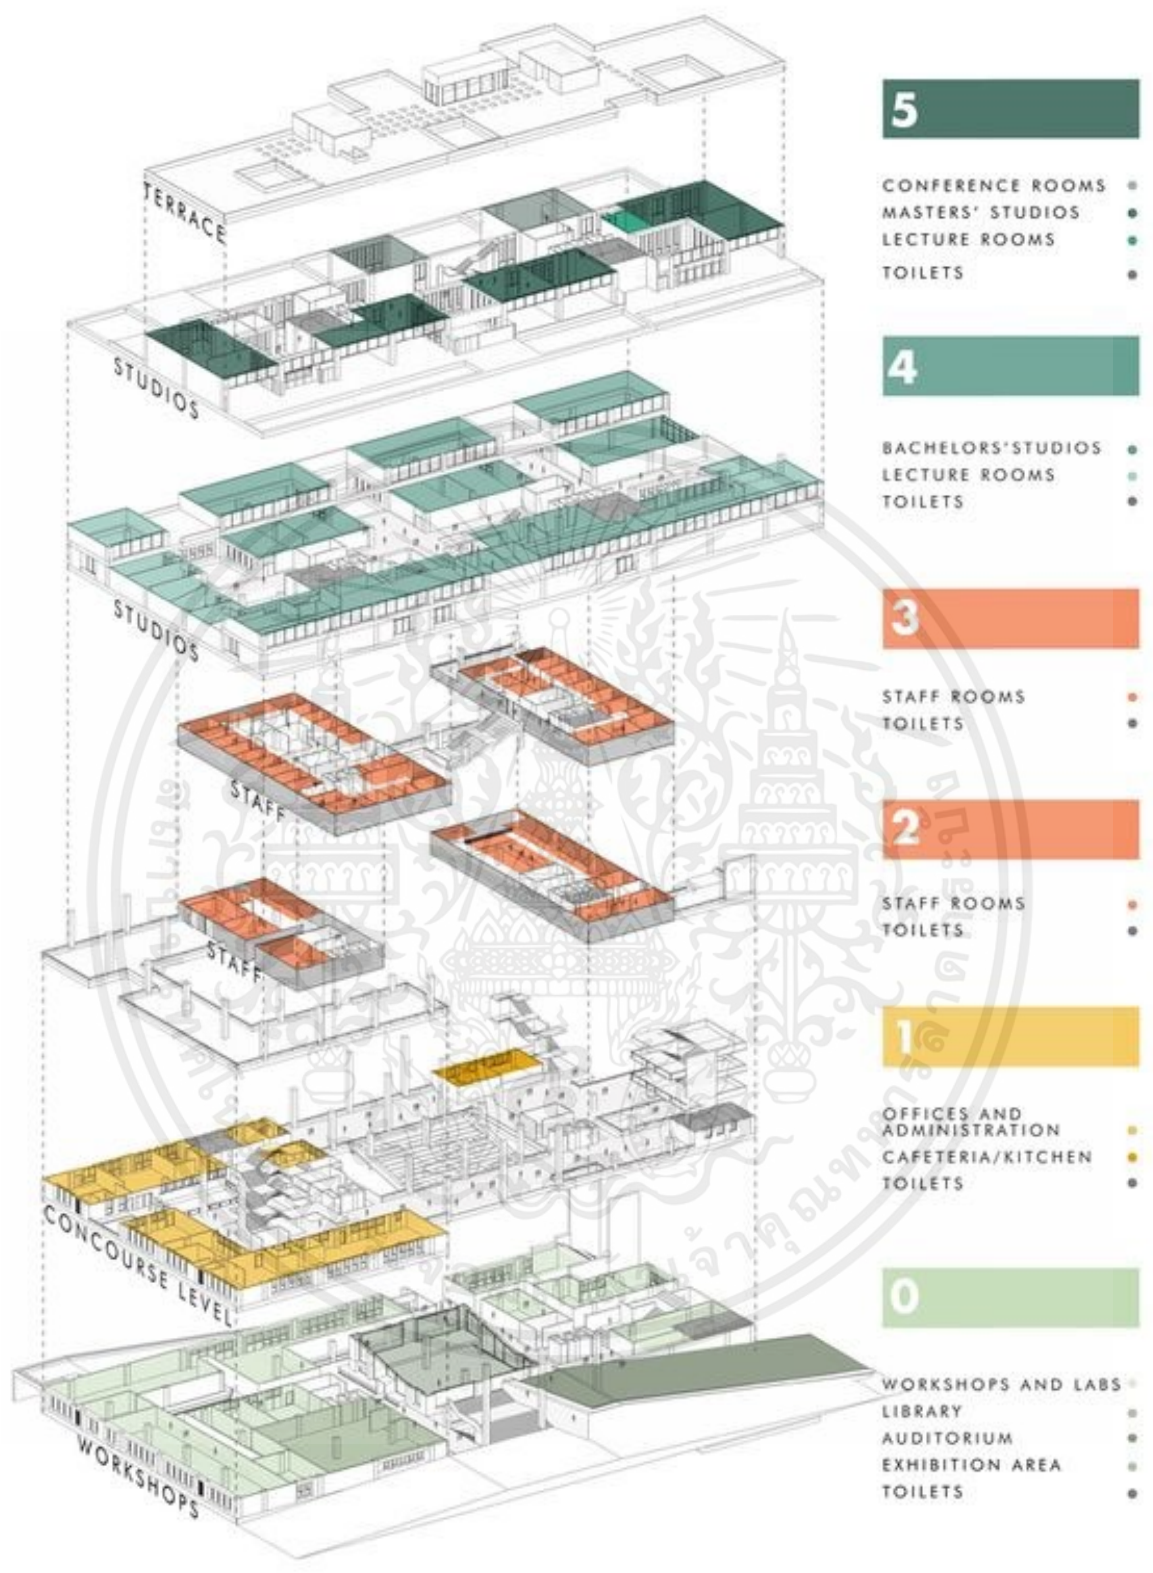 TERRACE
STUDIOS
STUDIOS
STAFF
STAFF
CONCOURSE LEVEL
WORKSHOPS
5
CONFERENCE ROOMS
MASTERS' STUDIOS
LECTURE ROOMS
TOILETS
4
BACHELORS'STUDIOS
LECTURE ROOMS
TOILETS
3
STAFF ROOMS
TOILETS
2
STAFF ROOMS
TOILETS
1
OFFICES AND
ADMINISTRATION
CAFETERIA/KITCHEN
TOILETS
0
WORKSHOPS AND LABS
LIBRARY
AUDITORIUM
EXHIBITION AREA
TOILETS